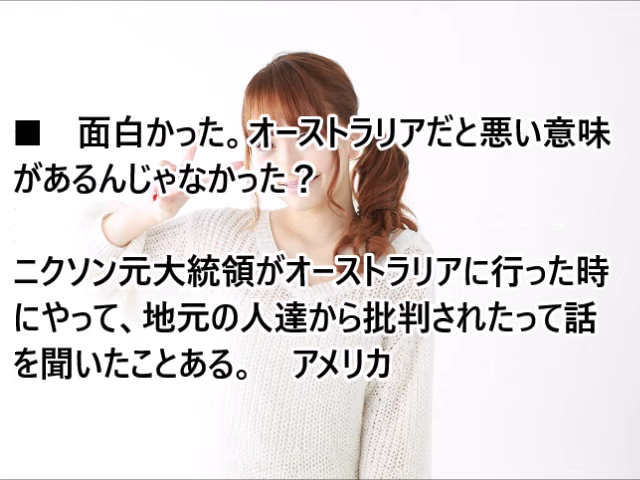 ■　面白かった。オーストラリアだと悪い意味
があるんじゃなかった？
ニクソン元大統領がオーストラリアに行った時
にやって、地元の人達から批判されたって話
を聞いたことある。　アメリカ